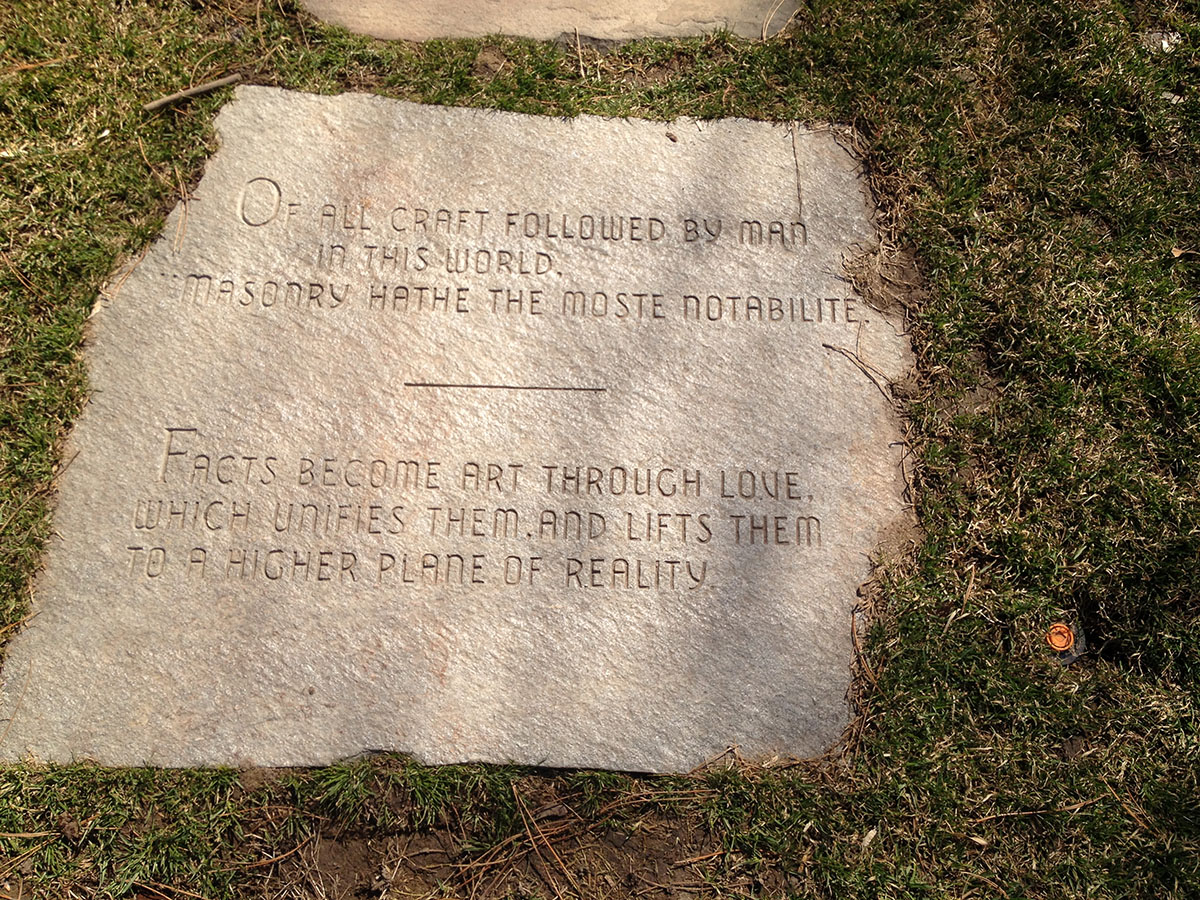 OF ALL CRAFT FOLLOWED BY MAN
IN THIS WORLD,
"MASONRY HATHE THE MOSTE NOTABILITE.
FACTS BECOME ART THROUGH LOVE,
WHICH UNIFIES THEM. AND LIFTS THEM
TO A HIGHER PLANE OF REALITY.